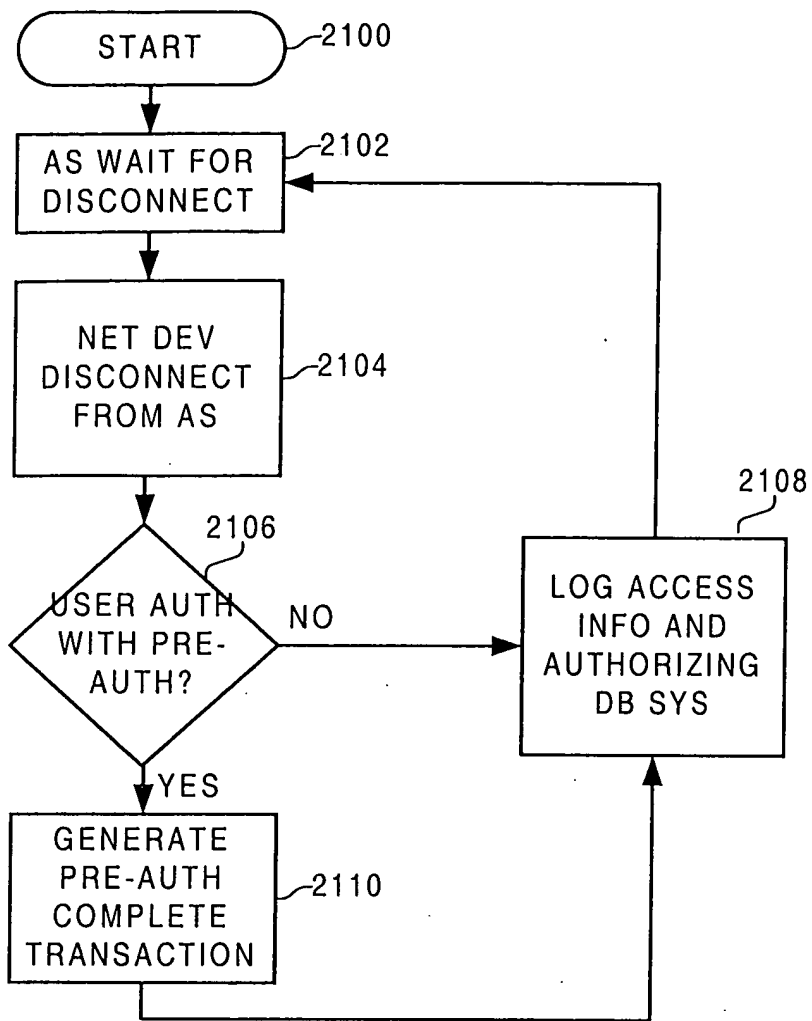 START
2100
AS WAIT FOR
DISCONNECT
2102
NET DEV
DISCONNECT
FROM AS
2104
2106
USER AUTH
WITH PRE-
AUTH?
NO
2108
LOG ACCESS
INFO AND
AUTHORIZING
DB SYS
YES
GENERATE
PRE-AUTH
COMPLETE
TRANSACTION
2110